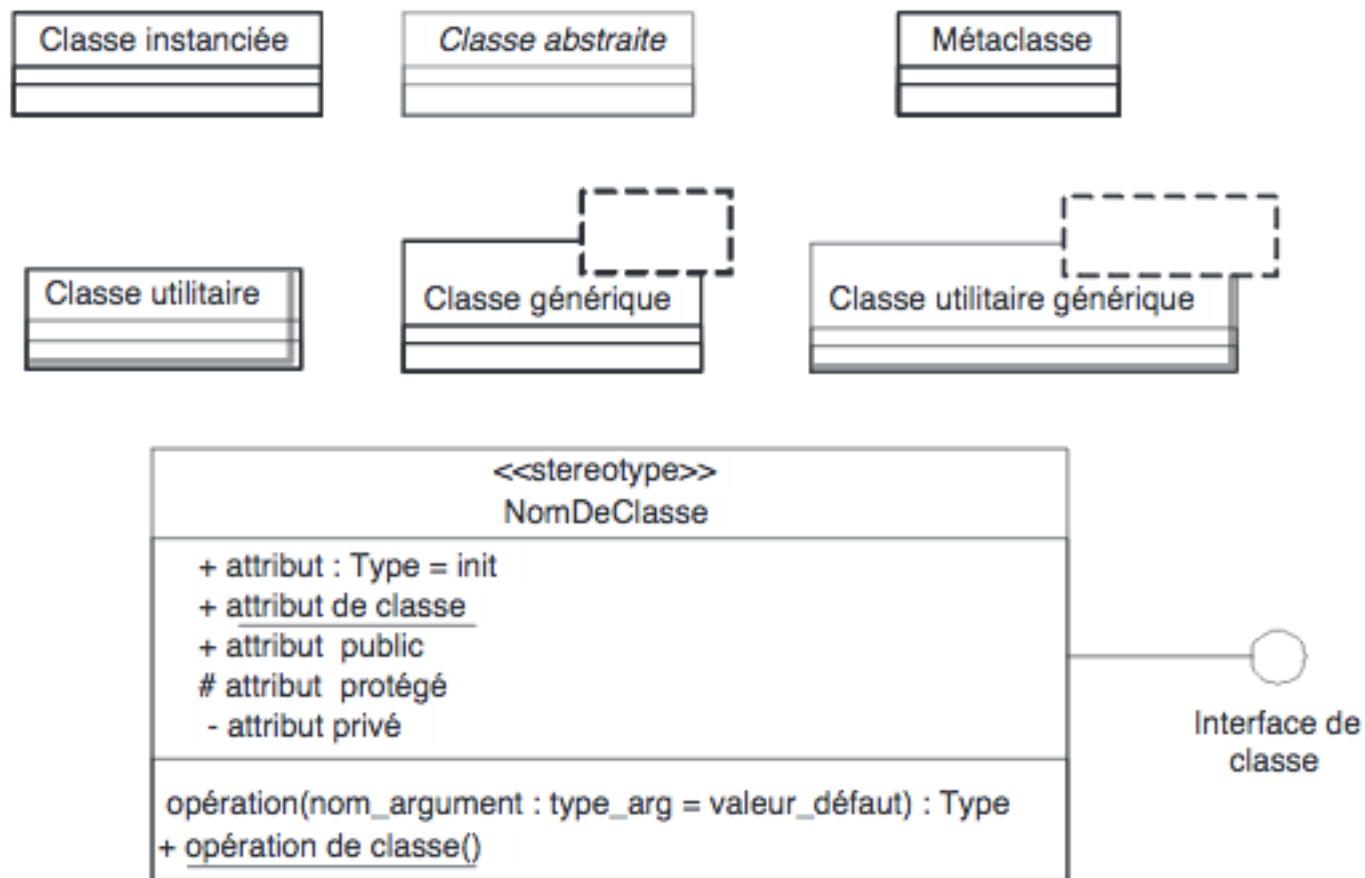 Classe instanciée
Classe abstraite
Métaclasse
Classe utilitaire
Classe générique
Classe utilitaire générique
<<stereotype>>
NomDeClasse
+ attribut : Type = init
+ attribut de classe
+ attribut public
# attribut protégé
- attribut privé
opération(nom_argument : type_arg = valeur_défaut) : Type
+ opération de classe()
Interface de
classe